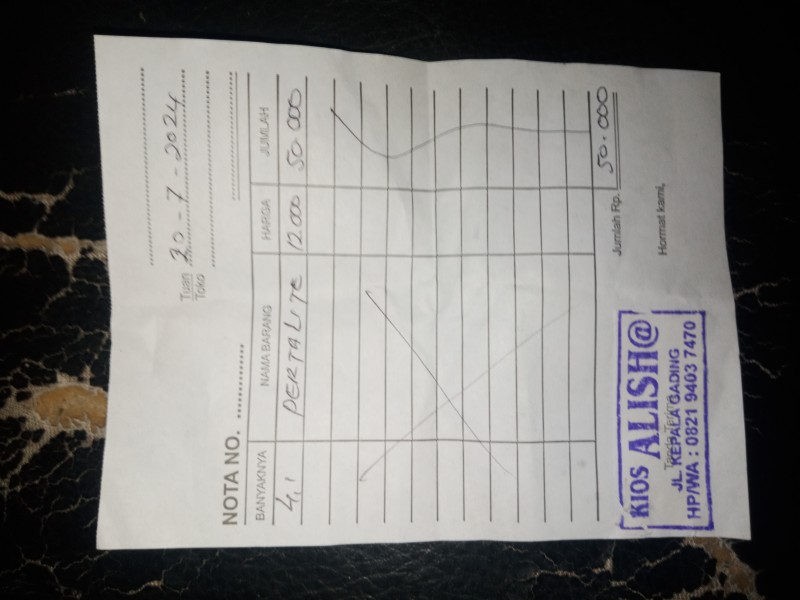 20-7-2024
Tuan
Toko
NOTA NO.
BANYAKNYA NAMA BARANG HARGA JUMLAH
4,1 PERTALITE 12.000 50.000
Jumlah Rp. 50.000
Hormat kami,
KIOS ALISH@
JL. KEPALA GADING
HP/WA : 0821 9403 7470